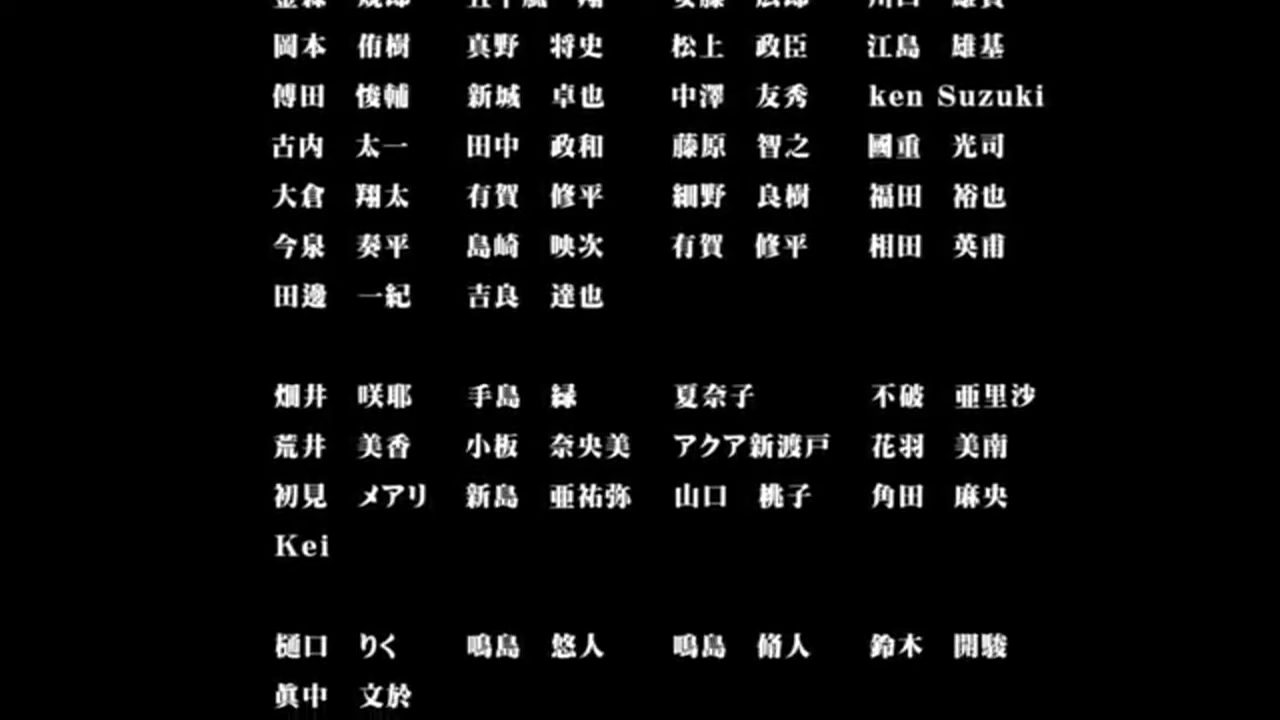 岡本 侑樹 真野 将史 松上 政臣 江島 雄基
傅田 悛輔 新城 卓也 中澤 友秀 ken Suzuki
古内 太一 田中 政和 藤原 智之 國重 光司
大倉 翔太 有賀 修平 細野 良樹 福田 裕也
今泉 奏平 島崎 映次 有賀 修平 相田 英甫
田邊 一紀 吉良 達也
畑井 咲耶 手島 緑 夏奈子 不破 亜里沙
荒井 美香 小板 奈央美 アクア新渡戸 花羽 美南
初見 メアリ 新島 亜祐弥 山口 桃子 角田 麻央
Kei
樋口 りく 鳴島 悠人 鳴島 脩人 鈴木 開駿
眞中 文於